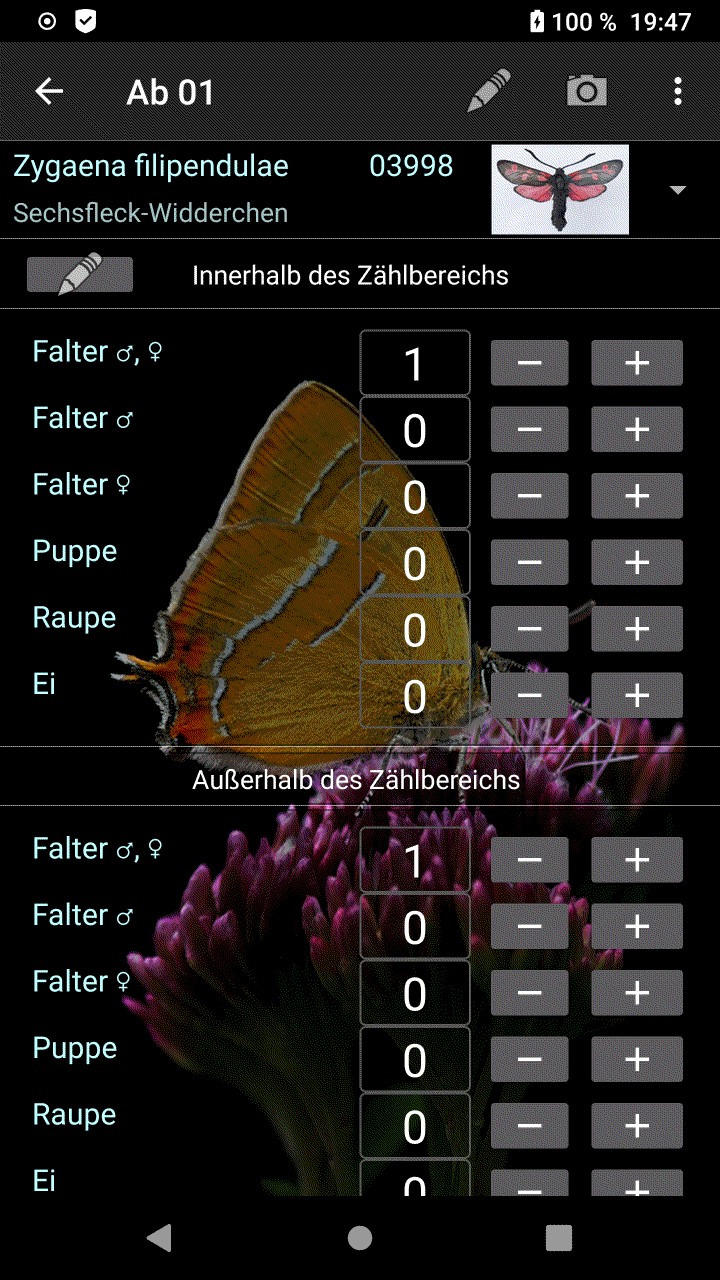 100 % 19:47
Ab 01
Zygaena filipendulae 03998
Sechsfleck-Widderchen
Innerhalb des Zählbereichs
Falter ♂, ♀ 1 − +
Falter ♂ 0 − +
Falter ♀ 0 − +
Puppe 0 − +
Raupe 0 − +
Ei 0 − +
Außerhalb des Zählbereichs
Falter ♂, ♀ 1 − +
Falter ♂ 0 − +
Falter ♀ 0 − +
Puppe 0 − +
Raupe 0 − +
Ei 0 − +